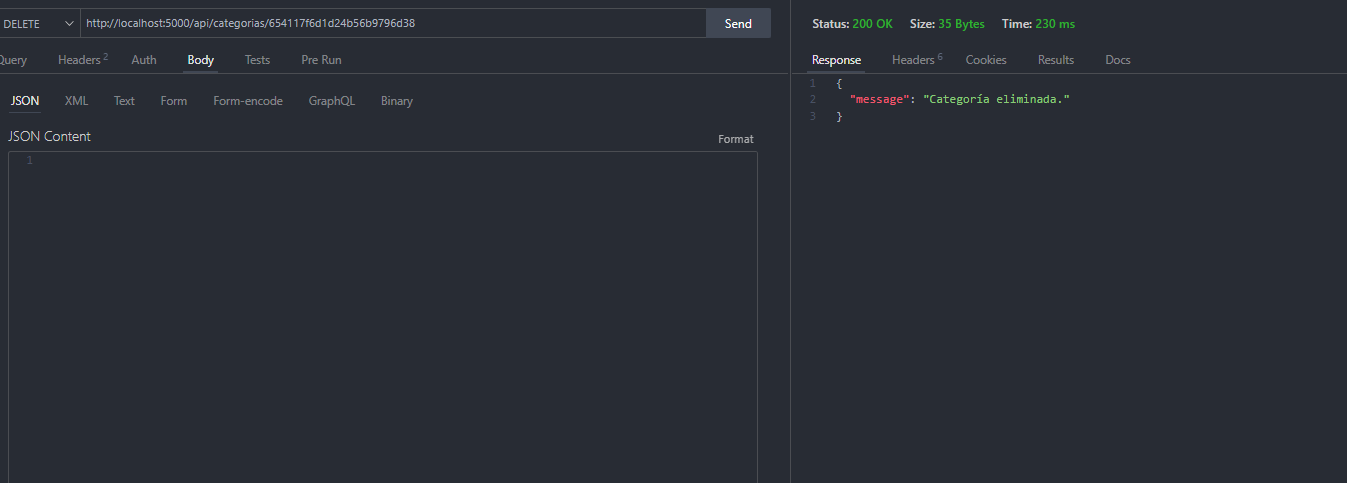 DELETE http://localhost:5000/api/categorias/654117f6d1d24b56b9796d38 Send
Query Headers 2 Auth Body Tests Pre Run
JSON XML Text Form Form-encode GraphQL Binary
JSON Content
Format
1
Status: 200 OK Size: 35 Bytes Time: 230 ms
Response Headers 6 Cookies Results Docs
1 {
2 "message": "Categoría eliminada."
3 }